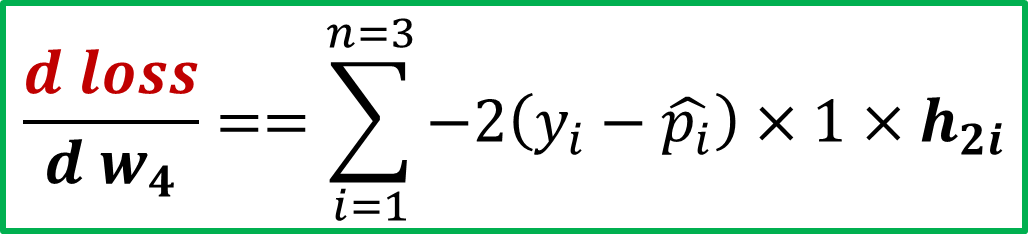 d loss / d w₄ == ∑ n=3 i=1 −2(yᵢ − p̂ᵢ) × 1 × h₂ᵢ